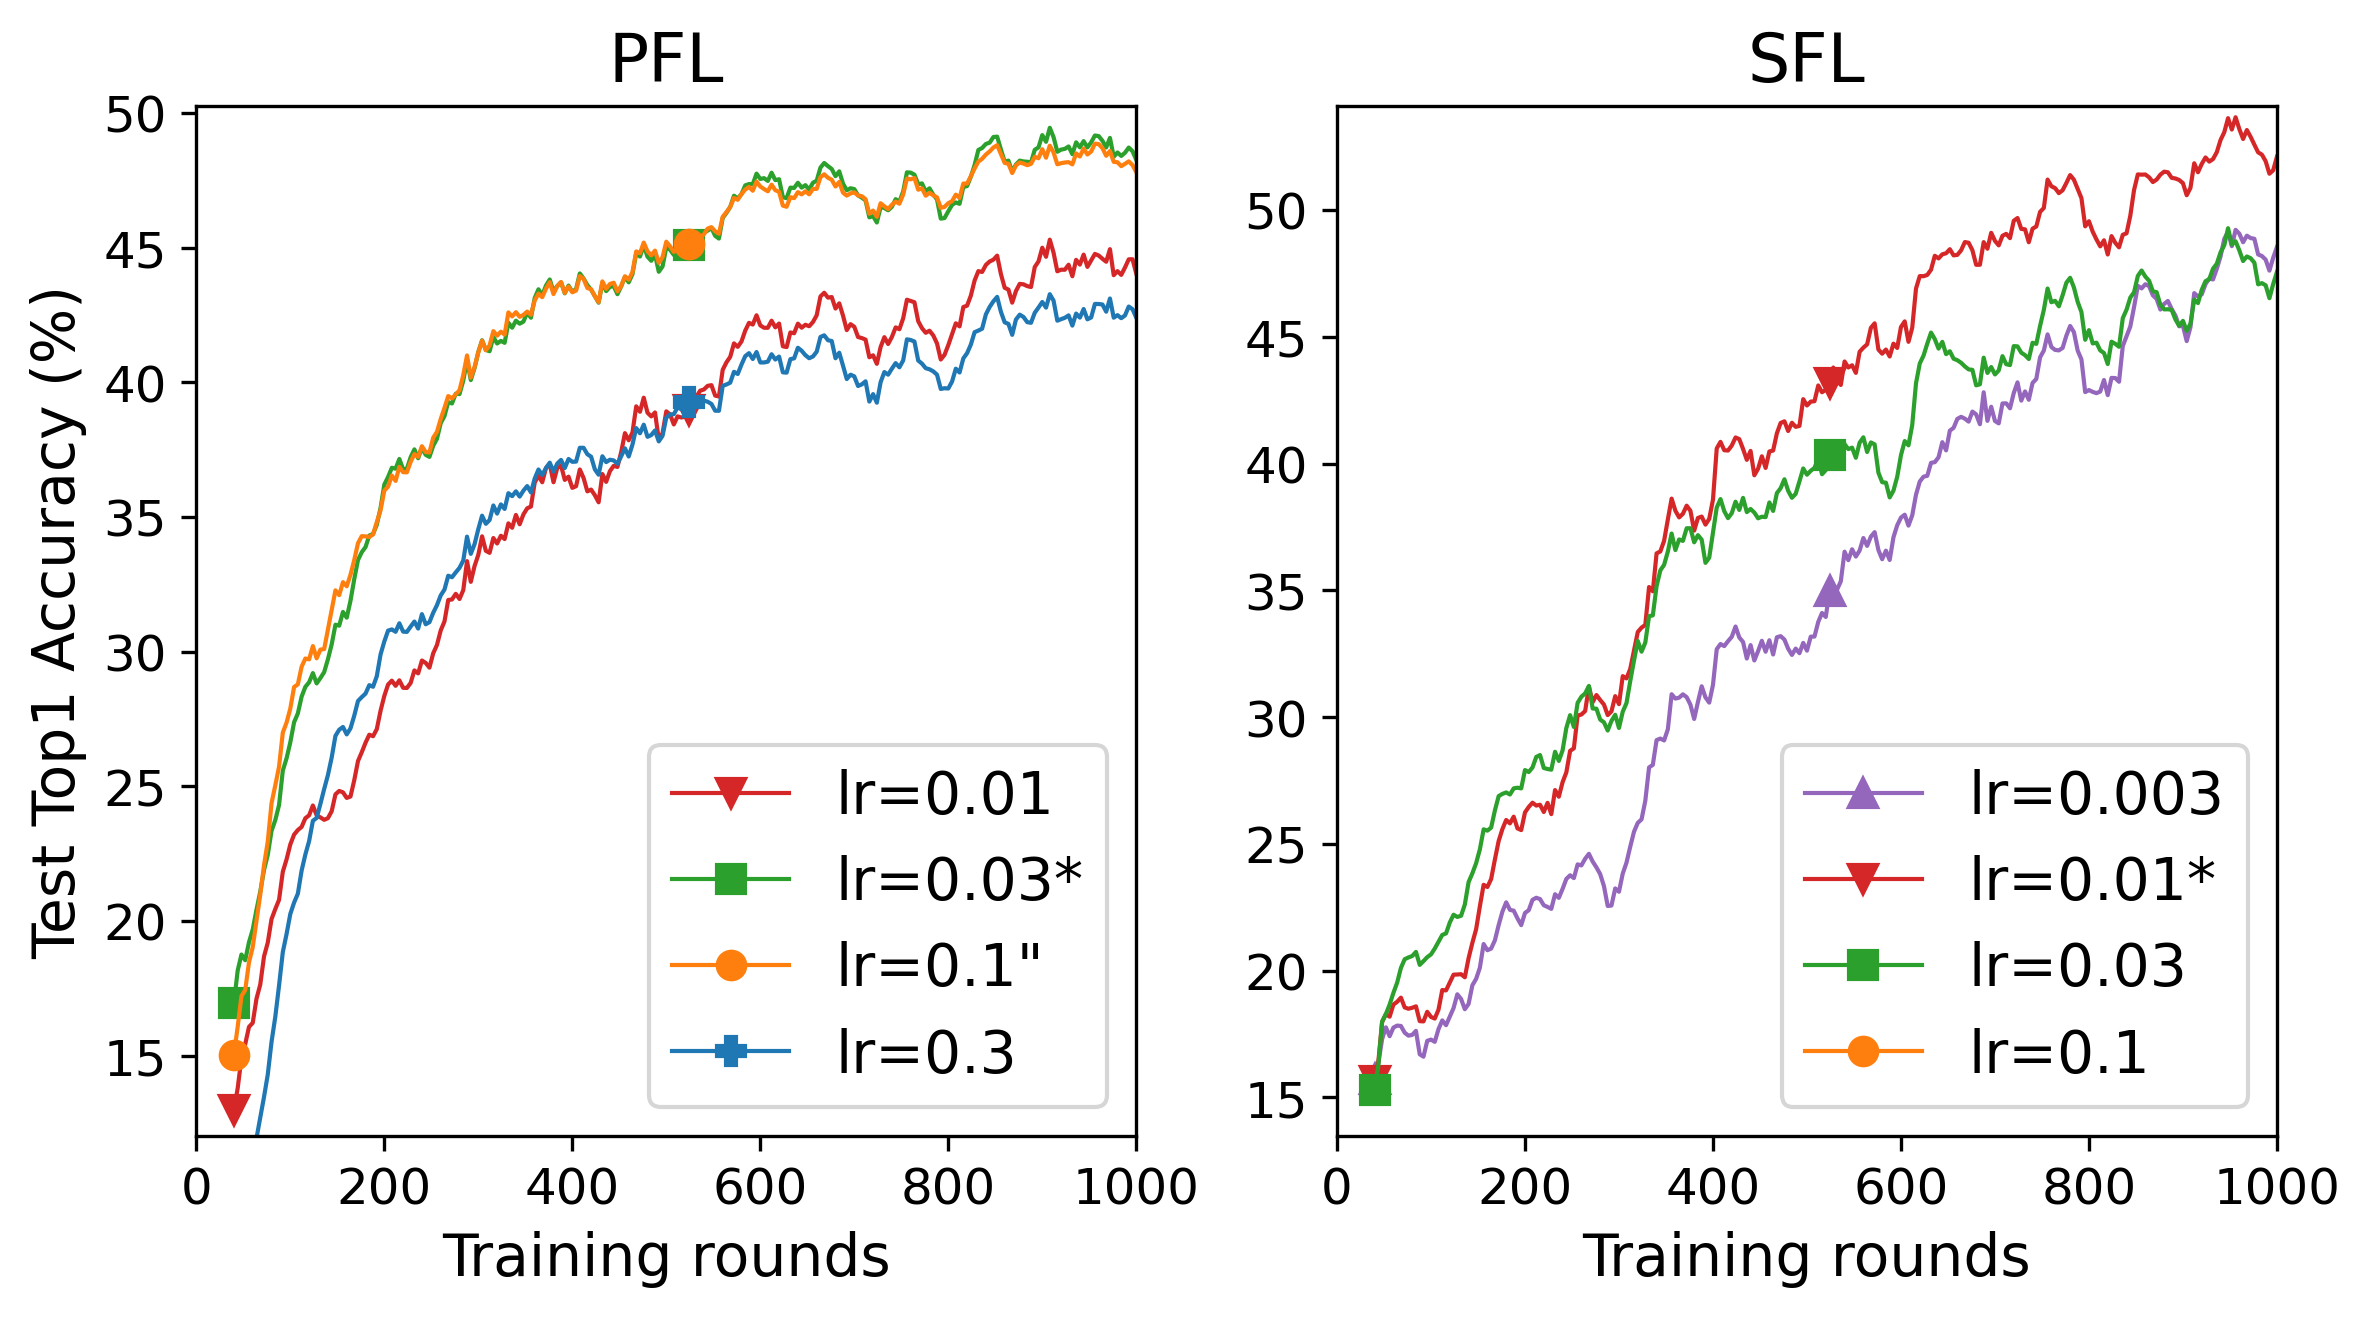 PFL
50
45
40
35
30
25
20
15
Test Top1 Accuracy (%)
0 200 400 600 800 1000
Training rounds
lr=0.01
lr=0.03*
lr=0.1"
lr=0.3
SFL
50
45
40
35
30
25
20
15
0 200 400 600 800 1000
Training rounds
lr=0.003
lr=0.01*
lr=0.03
lr=0.1